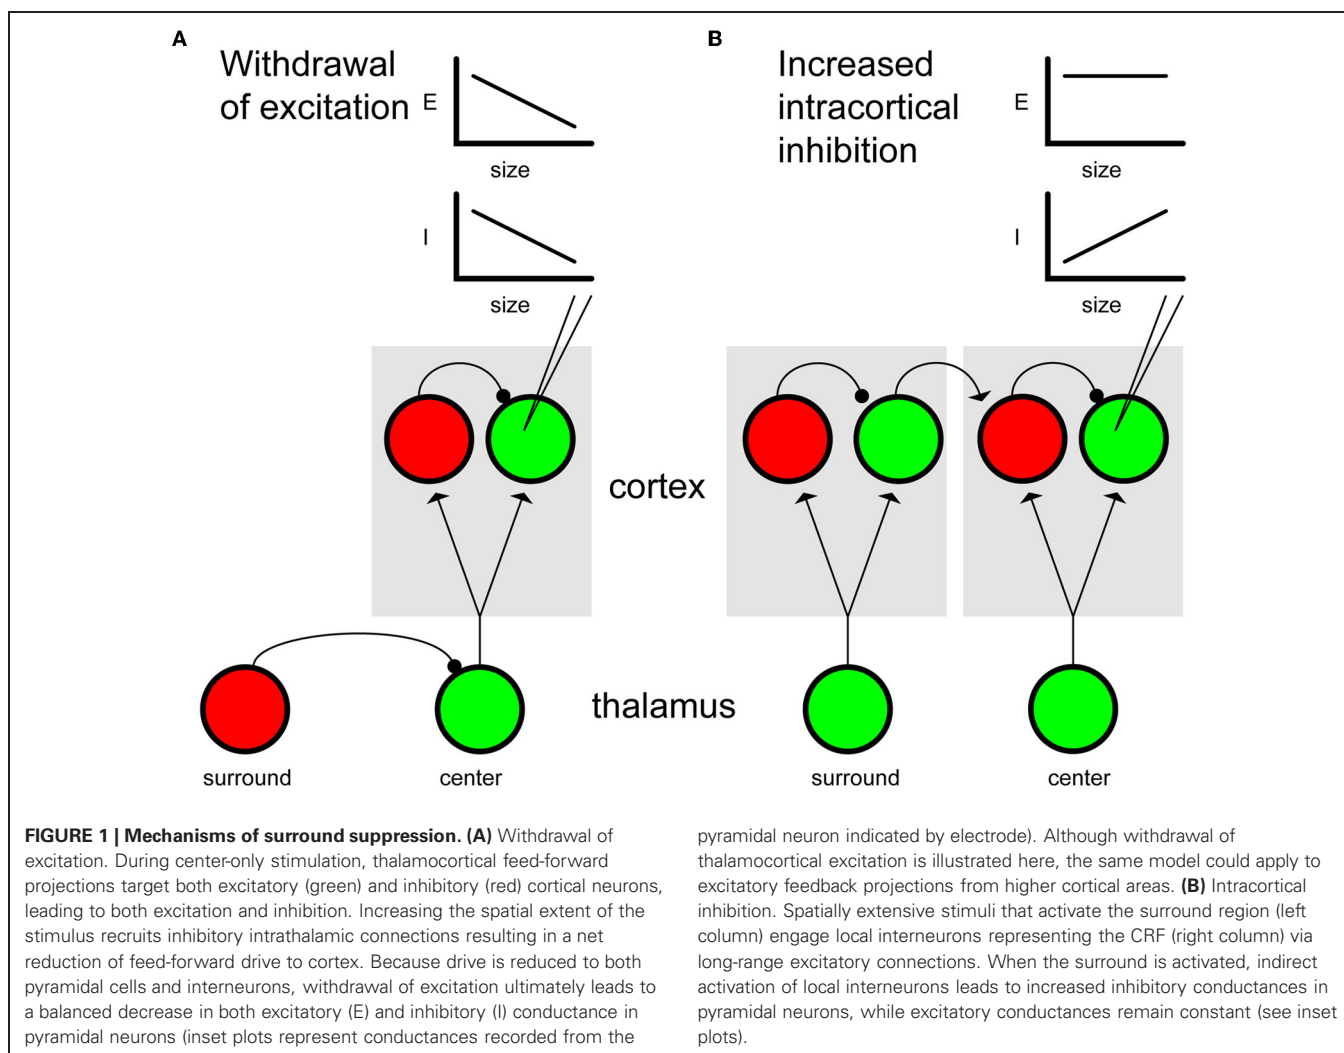 A
Withdrawal
of excitation
E
size
I
size
B
Increased
intracortical
inhibition
E
size
I
size
cortex
thalamus
surround
center
surround
center
FIGURE 1 | Mechanisms of surround suppression. (A) Withdrawal of
excitation. During center-only stimulation, thalamocortical feed-forward
projections target both excitatory (green) and inhibitory (red) cortical neurons,
leading to both excitation and inhibition. Increasing the spatial extent of the
stimulus recruits inhibitory intrathalamic connections resulting in a net
reduction of feed-forward drive to cortex. Because drive is reduced to both
pyramidal cells and interneurons, withdrawal of excitation ultimately leads to
a balanced decrease in both excitatory (E) and inhibitory (I) conductance in
pyramidal neurons (inset plots represent conductances recorded from the
pyramidal neuron indicated by electrode). Although withdrawal of
thalamocortical excitation is illustrated here, the same model could apply to
excitatory feedback projections from higher cortical areas. (B) Intracortical
inhibition. Spatially extensive stimuli that activate the surround region (left
column) engage local interneurons representing the CRF (right column) via
long-range excitatory connections. When the surround is activated, indirect
activation of local interneurons leads to increased inhibitory conductances in
pyramidal neurons, while excitatory conductances remain constant (see inset
plots).